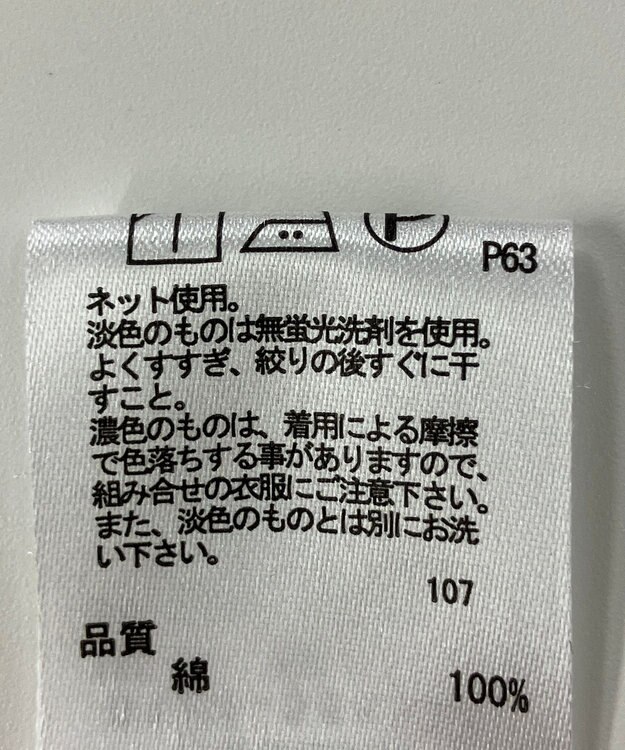 P
P63
ネット使用。
淡色のものは無蛍光洗剤を使用。
よくすすぎ、絞りの後すぐに干
すこと。
濃色のものは、着用による摩擦
で色落ちする事がありますので、
組み合せの衣服にご注意下さい。
また、淡色のものとは別にお洗
い下さい。
107
品質
綿 100%